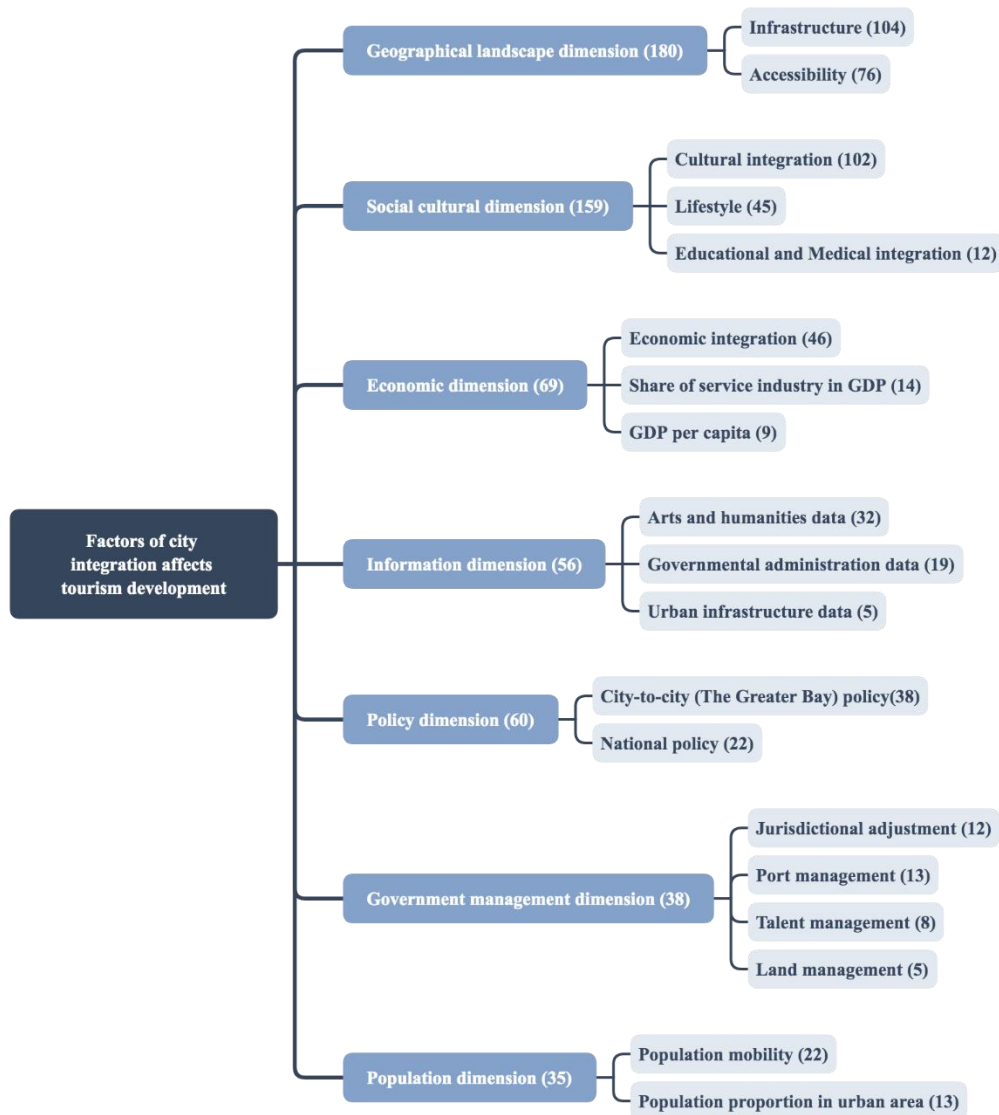 Factors of city
integration affects
tourism development
Geographical landscape dimension (180)
Infrastructure (104)
Accessibility (76)
Social cultural dimension (159)
Cultural integration (102)
Lifestyle (45)
Educational and Medical integration (12)
Economic dimension (69)
Economic integration (46)
Share of service industry in GDP (14)
GDP per capita (9)
Information dimension (56)
Arts and humanities data (32)
Governmental administration data (19)
Urban infrastructure data (5)
Policy dimension (60)
City-to-city (The Greater Bay) policy(38)
National policy (22)
Government management dimension (38)
Jurisdictional adjustment (12)
Port management (13)
Talent management (8)
Land management (5)
Population dimension (35)
Population mobility (22)
Population proportion in urban area (13)